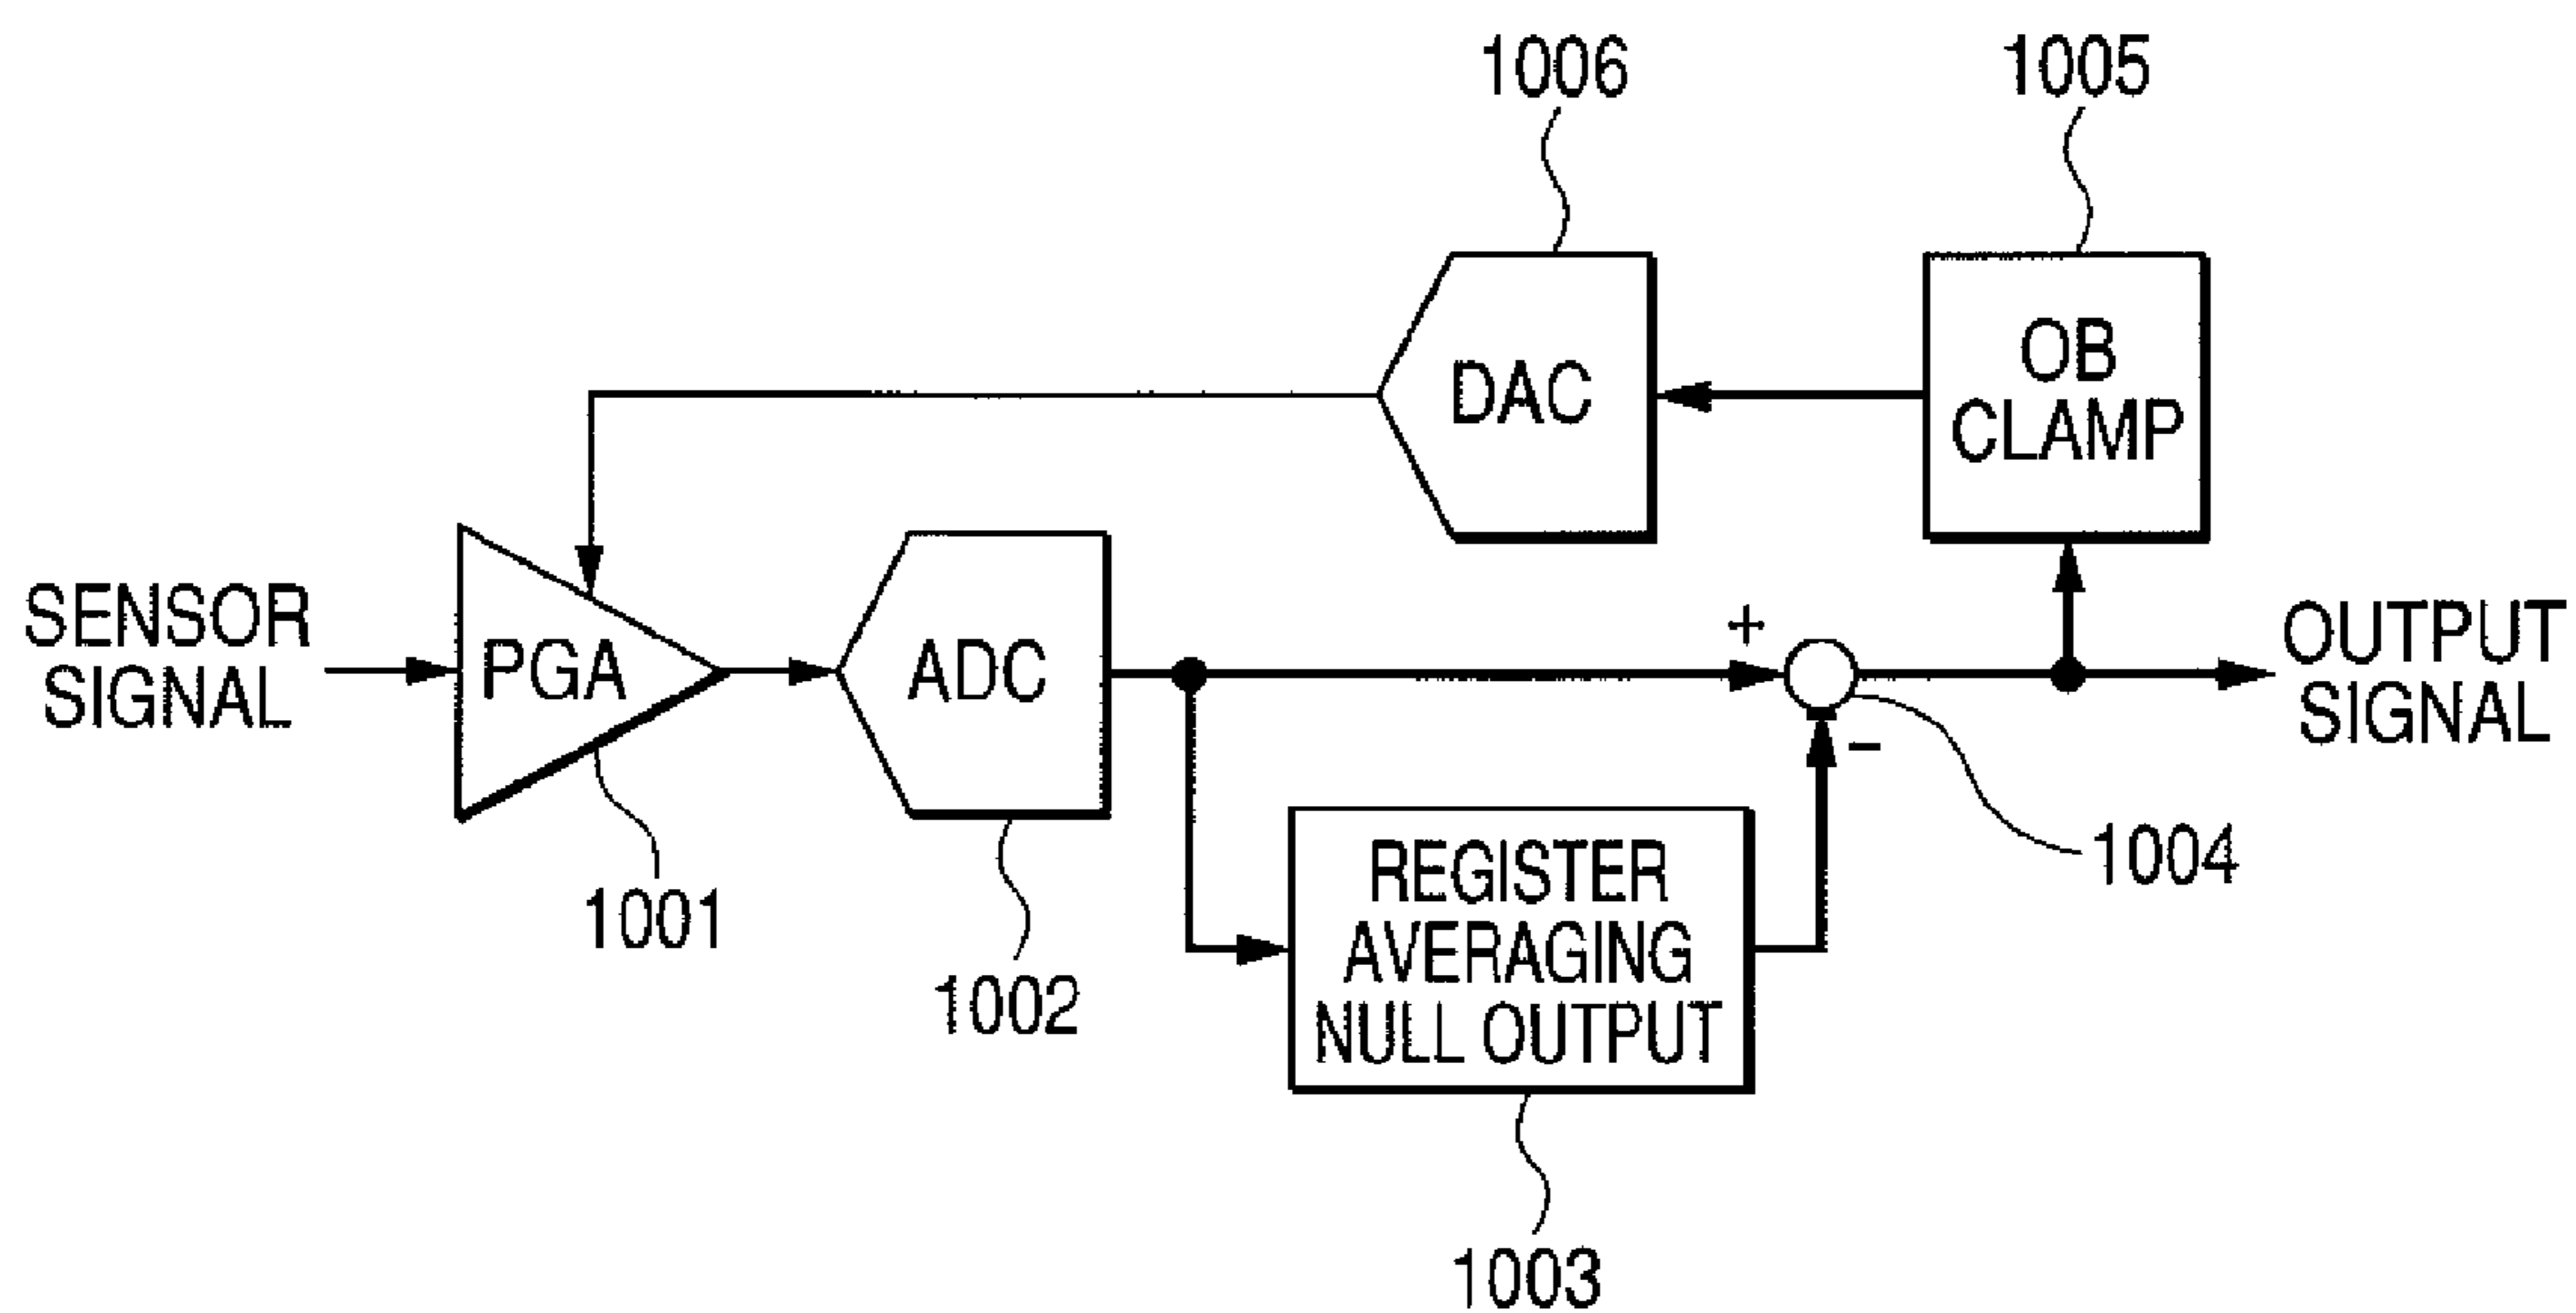 1006
1005
DAC
OB
CLAMP
SENSOR
SIGNAL
PGA
ADC
+
-
OUTPUT
SIGNAL
1001
1002
REGISTER
AVERAGING
NULL OUTPUT
1004
1003